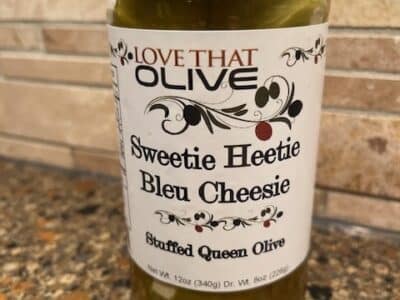 LOVE THAT
OLIVE
Sweetie Heetie
Bleu Cheesie
Stuffed Queen Olive
Net Wt. 12oz (340g) Dr. Wt. 8oz (226g)